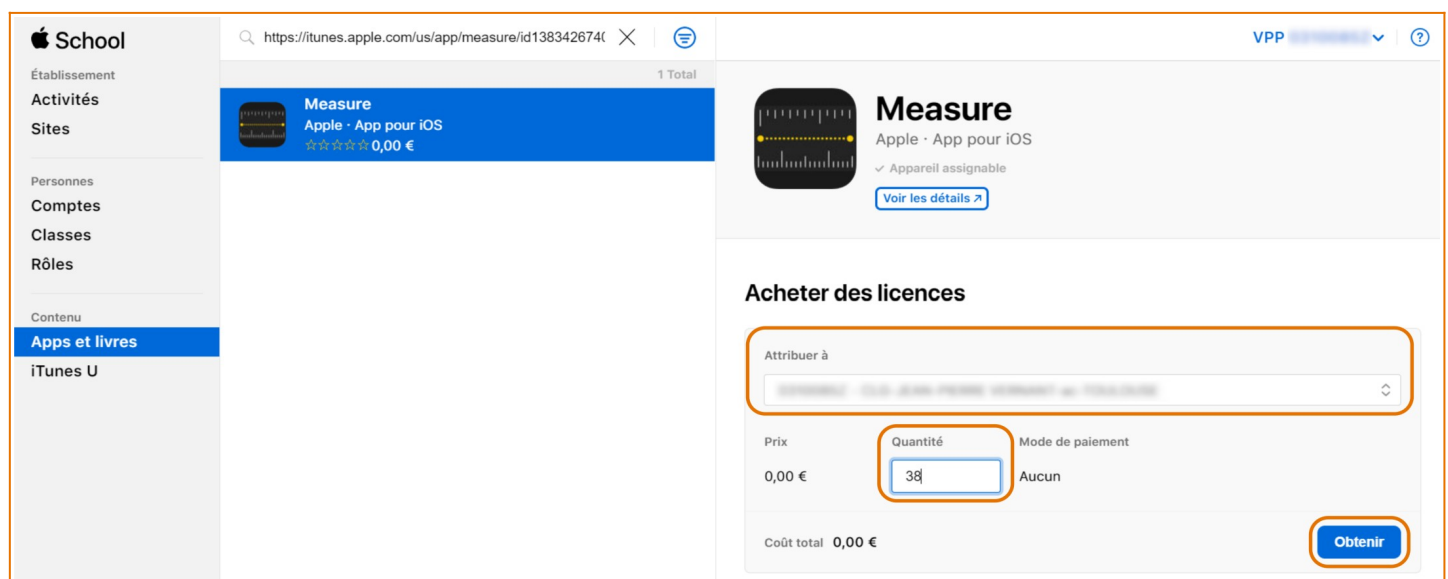 School
Établissement
Activités
Sites
Personnes
Comptes
Classes
Rôles
Contenu
Apps et livres
iTunes U
https://itunes.apple.com/us/app/measure/id1383426740
1 Total
Measure
Apple · App pour iOS
☆☆☆☆☆ 0,00 €
VPP
?
Measure
Apple · App pour iOS
✓ Appareil assignable
Voir les détails ↗
Acheter des licences
Attribuer à
Prix Quantité Mode de paiement
0,00 € 38 Aucun
Coût total 0,00 € Obtenir